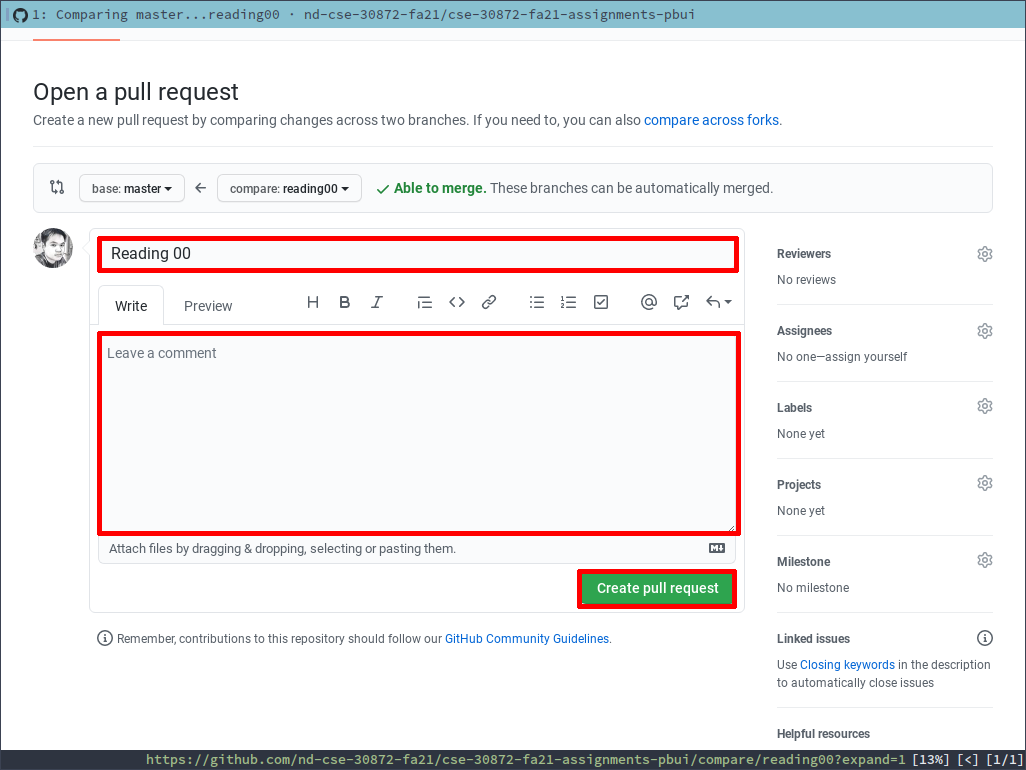 1: Comparing master...reading00 · nd-cse-30872-fa21/cse-30872-fa21-assignments-pbui
Open a pull request
Create a new pull request by comparing changes across two branches. If you need to, you can also compare across forks.
base: master
compare: reading00
Able to merge. These branches can be automatically merged.
Reading 00
Write
Preview
Leave a comment
Attach files by dragging & dropping, selecting or pasting them.
Create pull request
Remember, contributions to this repository should follow our GitHub Community Guidelines.
Reviewers
No reviews
Assignees
No one—assign yourself
Labels
None yet
Projects
None yet
Milestone
No milestone
Linked issues
Use Closing keywords in the description
to automatically close issues
Helpful resources
https://github.com/nd-cse-30872-fa21/cse-30872-fa21-assignments-pbui/compare/reading00?expand=1 [13%] [<] [1/1]